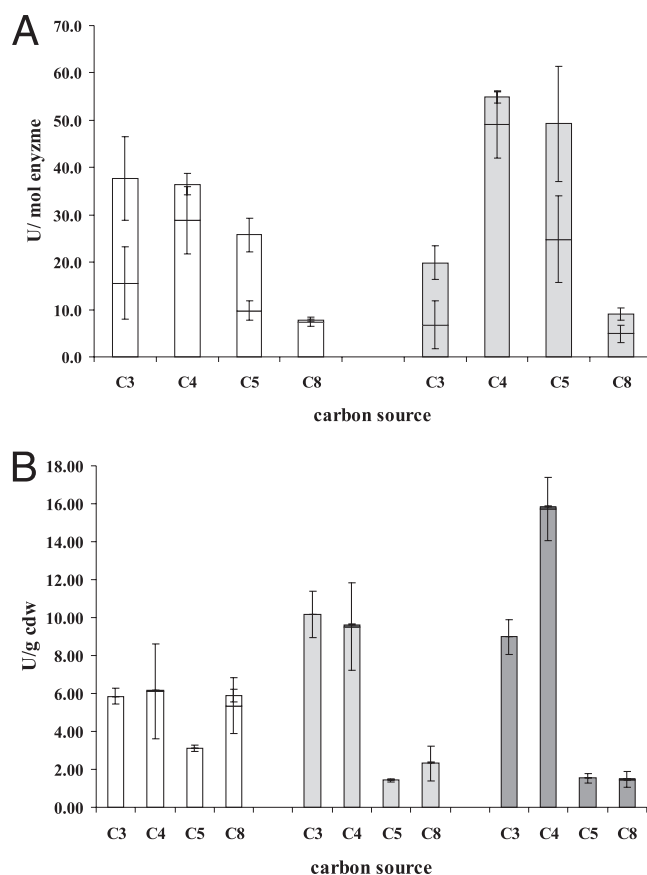 A
70.0
60.0
50.0
40.0
30.0
20.0
10.0
0.0
U/ mol enyzme
C3 C4 C5 C8 C3 C4 C5 C8
carbon source
B
18.00
16.00
14.00
12.00
10.00
8.00
6.00
4.00
2.00
0.00
U/g cdw
C3 C4 C5 C8 C3 C4 C5 C8 C3 C4 C5 C8
carbon source